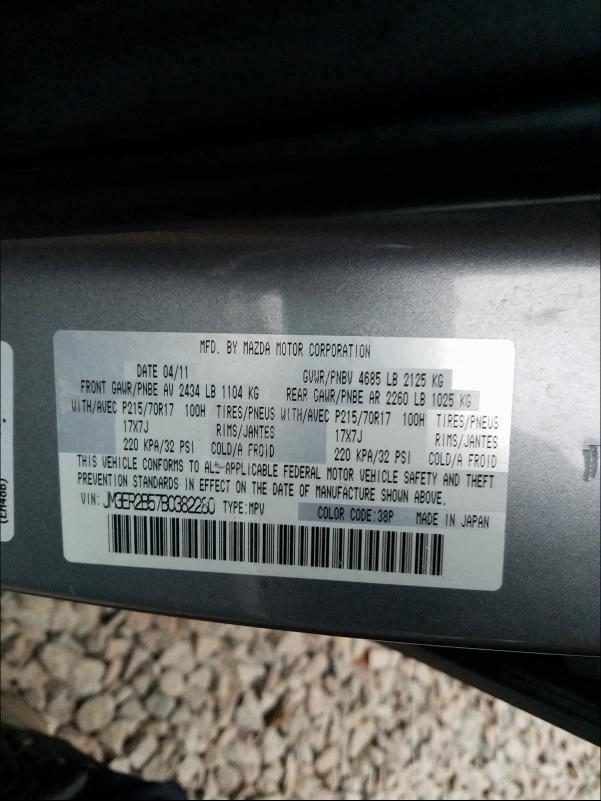 MFD. BY MAZDA MOTOR CORPORATION
DATE 04/11 GVWR/PNBV 4685 LB 2125 KG
FRONT GAWR/PNBE AV 2434 LB 1104 KG REAR GAWR/PNBE AR 2260 LB 1025 KG
WITH/AVEC P215/70R17 100H TIRES/PNEUS WITH/AVEC P215/70R17 100H TIRES/PNEUS
17X7J RIMS/JANTES 17X7J RIMS/JANTES
220 KPA/32 PSI COLD/A FROID 220 KPA/32 PSI COLD/A FROID
THIS VEHICLE CONFORMS TO ALL APPLICABLE FEDERAL MOTOR VEHICLE SAFETY AND THEFT
PREVENTION STANDARDS IN EFFECT ON THE DATE OF MANUFACTURE SHOWN ABOVE.
VIN: JM3ER2B57B0382280 TYPE:MPV COLOR CODE:38P MADE IN JAPAN